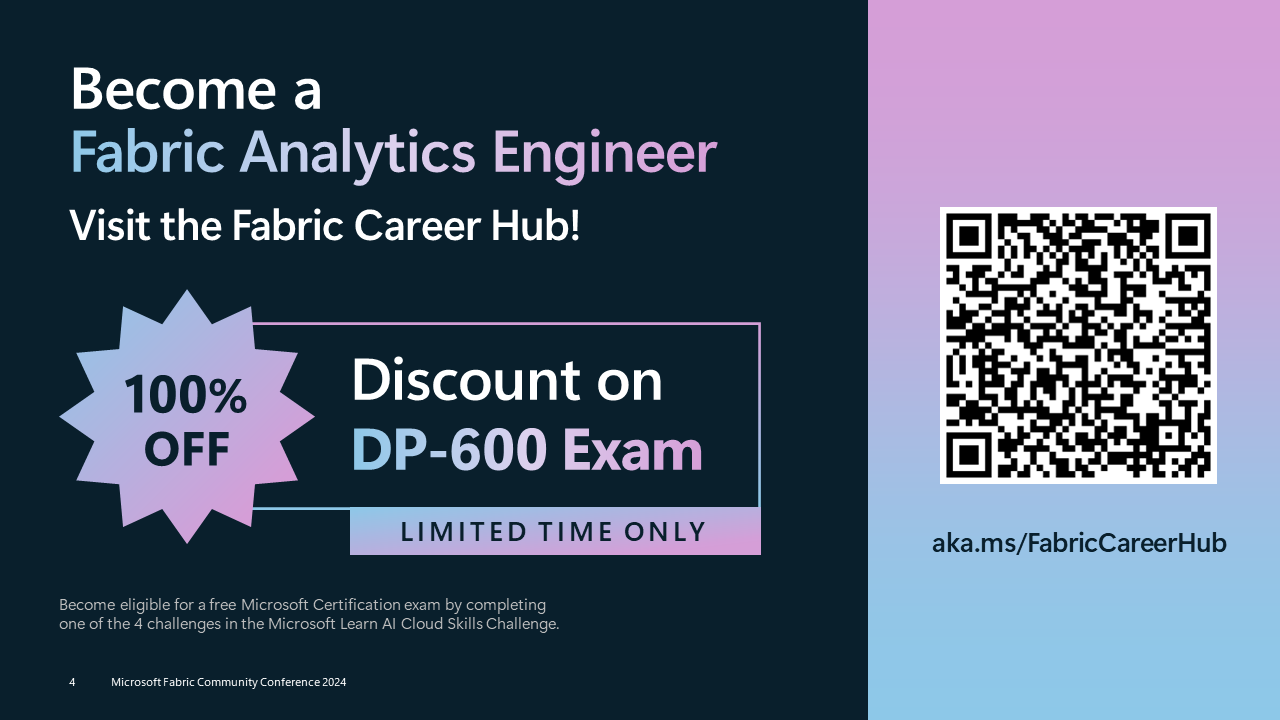 Become a
Fabric Analytics Engineer
Visit the Fabric Career Hub!
100%
OFF
Discount on
DP-600 Exam
LIMITED TIME ONLY
aka.ms/FabricCareerHub
Become eligible for a free Microsoft Certification exam by completing
one of the 4 challenges in the Microsoft Learn AI Cloud Skills Challenge.
4 Microsoft Fabric Community Conference 2024